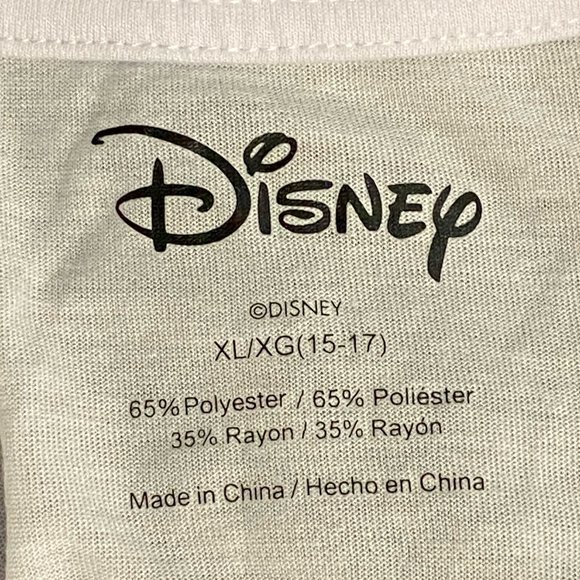 Disney
©DISNEY
XL/XG(15-17)
65% Polyester / 65% Poliéster
35% Rayon / 35% Rayón
Made in China / Hecho en China